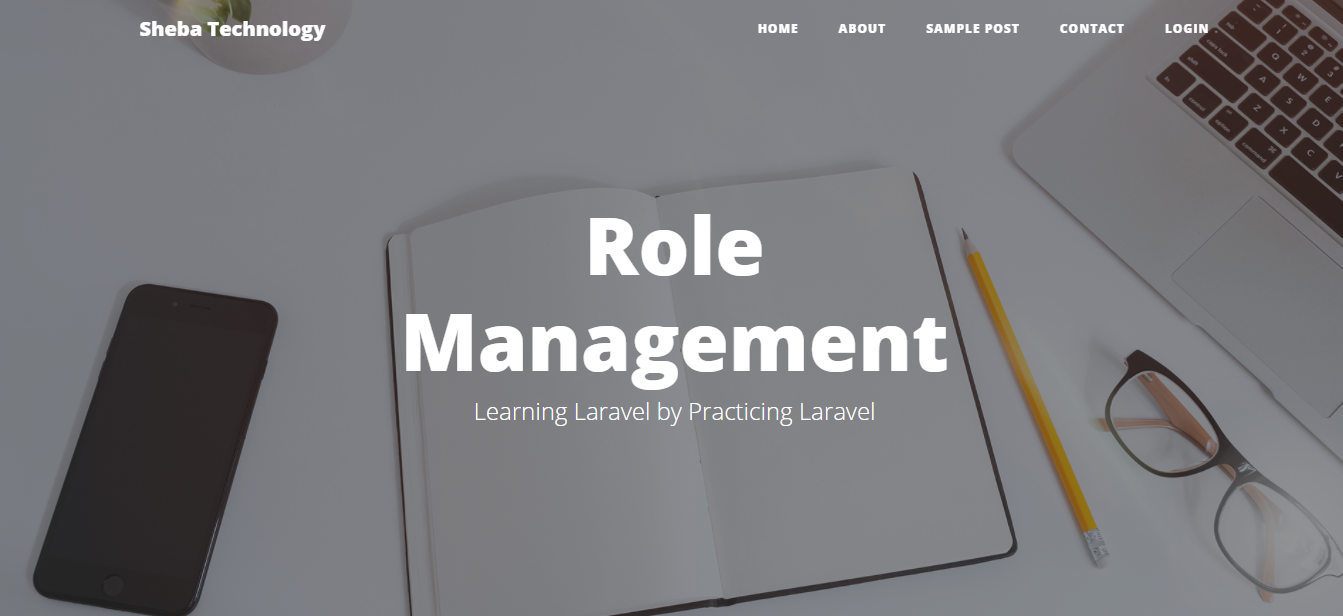 Sheba Technology
HOME ABOUT SAMPLE POST CONTACT LOGIN
Role
Management
Learning Laravel by Practicing Laravel